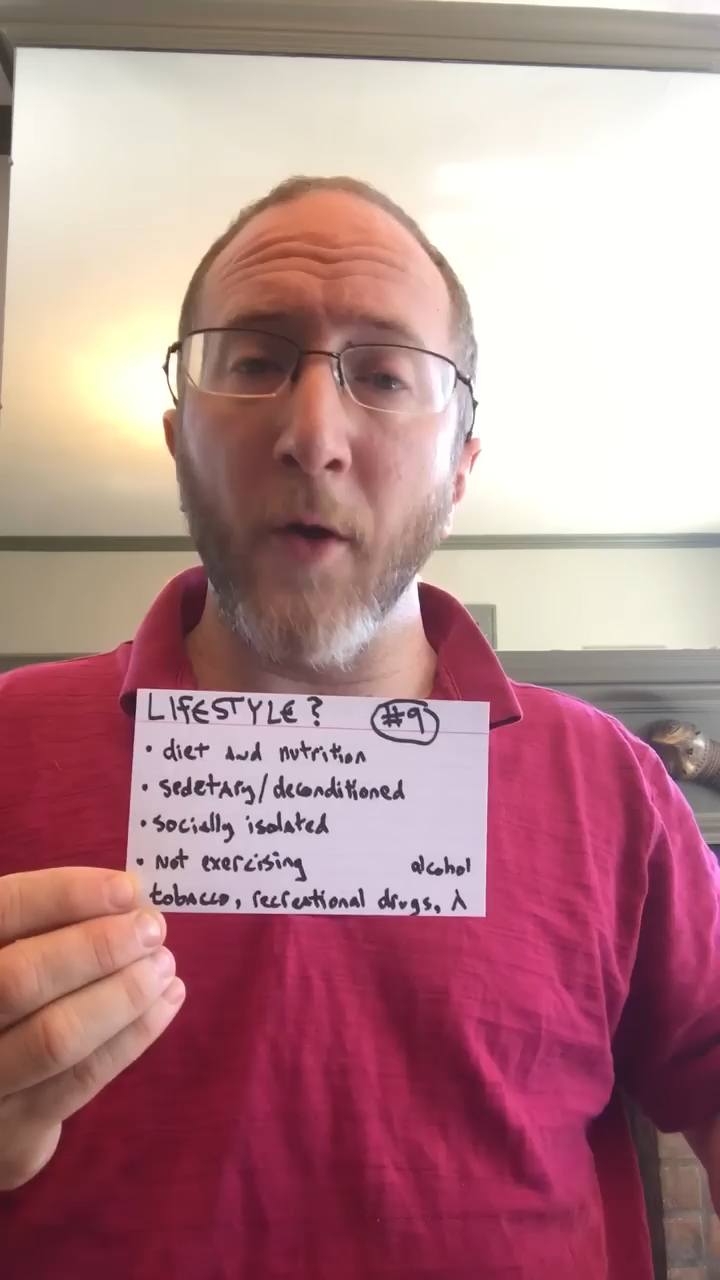 LIFESTYLE? #9
• diet and nutrition
• sedetary/deconditioned
• socially isolated
• Not exercising alcohol
tobacco, recreational drugs,